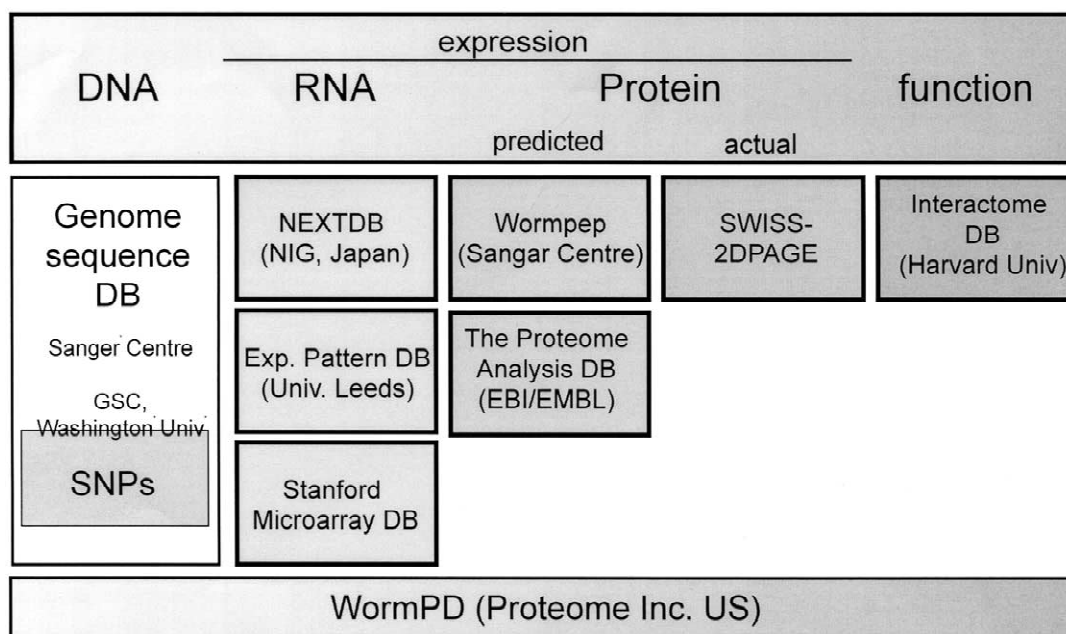 expression
DNA RNA Protein function
predicted actual
Genome
sequence
DB
Sanger Centre
GSC,
Washington Univ
SNPs
NEXTDB
(NIG, Japan)
Exp. Pattern DB
(Univ. Leeds)
Stanford
Microarray DB
Wormpep
(Sangar Centre)
The Proteome
Analysis DB
(EBI/EMBL)
SWISS-
2DPAGE
Interactome
DB
(Harvard Univ)
WormPD (Proteome Inc. US)